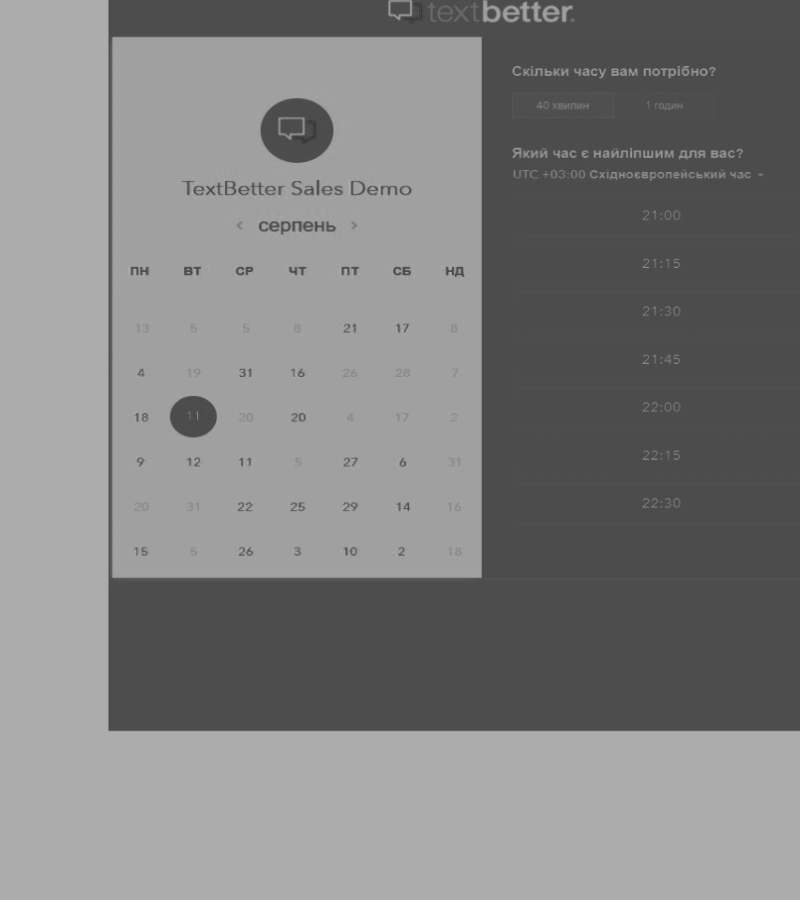 textbetter.
TextBetter Sales Demo
‹ серпень ›
ПН ВТ СР ЧТ ПТ СБ НД
13 5 5 8 21 17 8
4 19 31 16 26 28 7
18 11 20 20 4 17 2
9 12 11 5 27 6 31
20 31 22 25 29 14 16
15 5 26 3 10 2 18
Скільки часу вам потрібно?
40 хвилин 1 годин
Який час є найліпшим для вас?
UTC +03:00 Східноєвропейський час
21:00
21:15
21:30
21:45
22:00
22:15
22:30